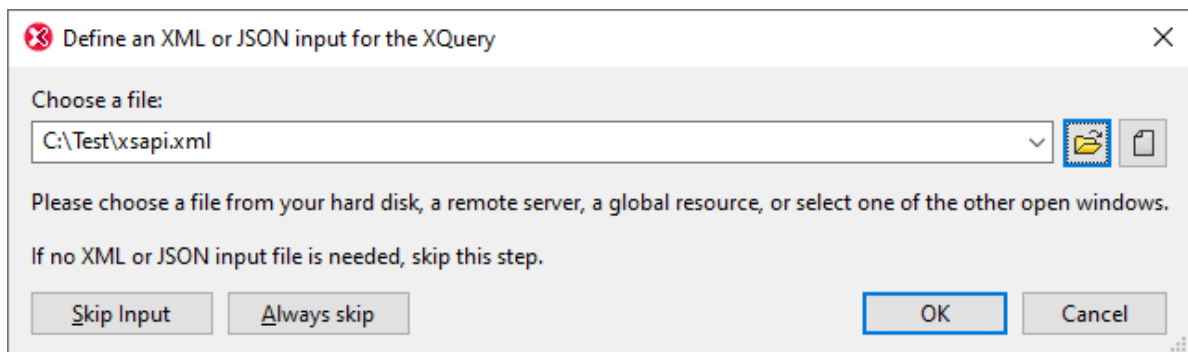 Define an XML or JSON input for the XQuery
Choose a file:
C:\Test\xsapi.xml
Please choose a file from your hard disk, a remote server, a global resource, or select one of the other open windows.
If no XML or JSON input file is needed, skip this step.
Skip Input
Always skip
OK
Cancel